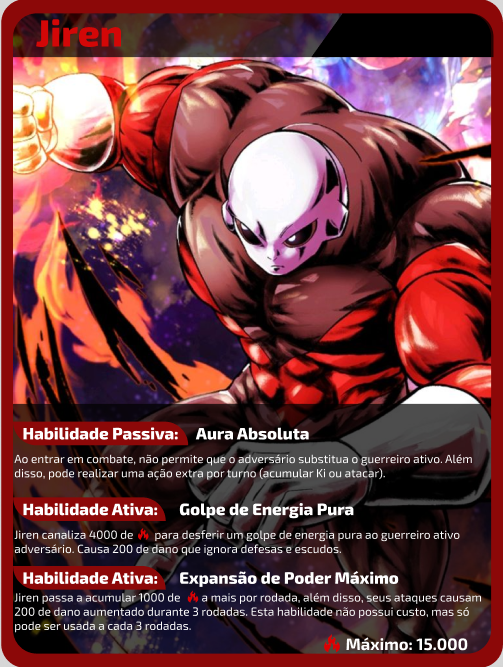 Jiren
Habilidade Passiva: Aura Absoluta
Ao entrar em combate, não permite que o adversário substitua o guerreiro ativo. Além
disso, pode realizar uma ação extra por turno (acumular Ki ou atacar).
Habilidade Ativa: Golpe de Energia Pura
Jiren canaliza 4000 de para desferir um golpe de energia pura ao guerreiro ativo
adversário. Causa 200 de dano que ignora defesas e escudos.
Habilidade Ativa: Expansão de Poder Máximo
Jiren passa a acumular 1000 de a mais por rodada, além disso, seus ataques causam
200 de dano aumentado durante 3 rodadas. Esta habilidade não possui custo, mas só
pode ser usada a cada 3 rodadas.
Máximo: 15.000